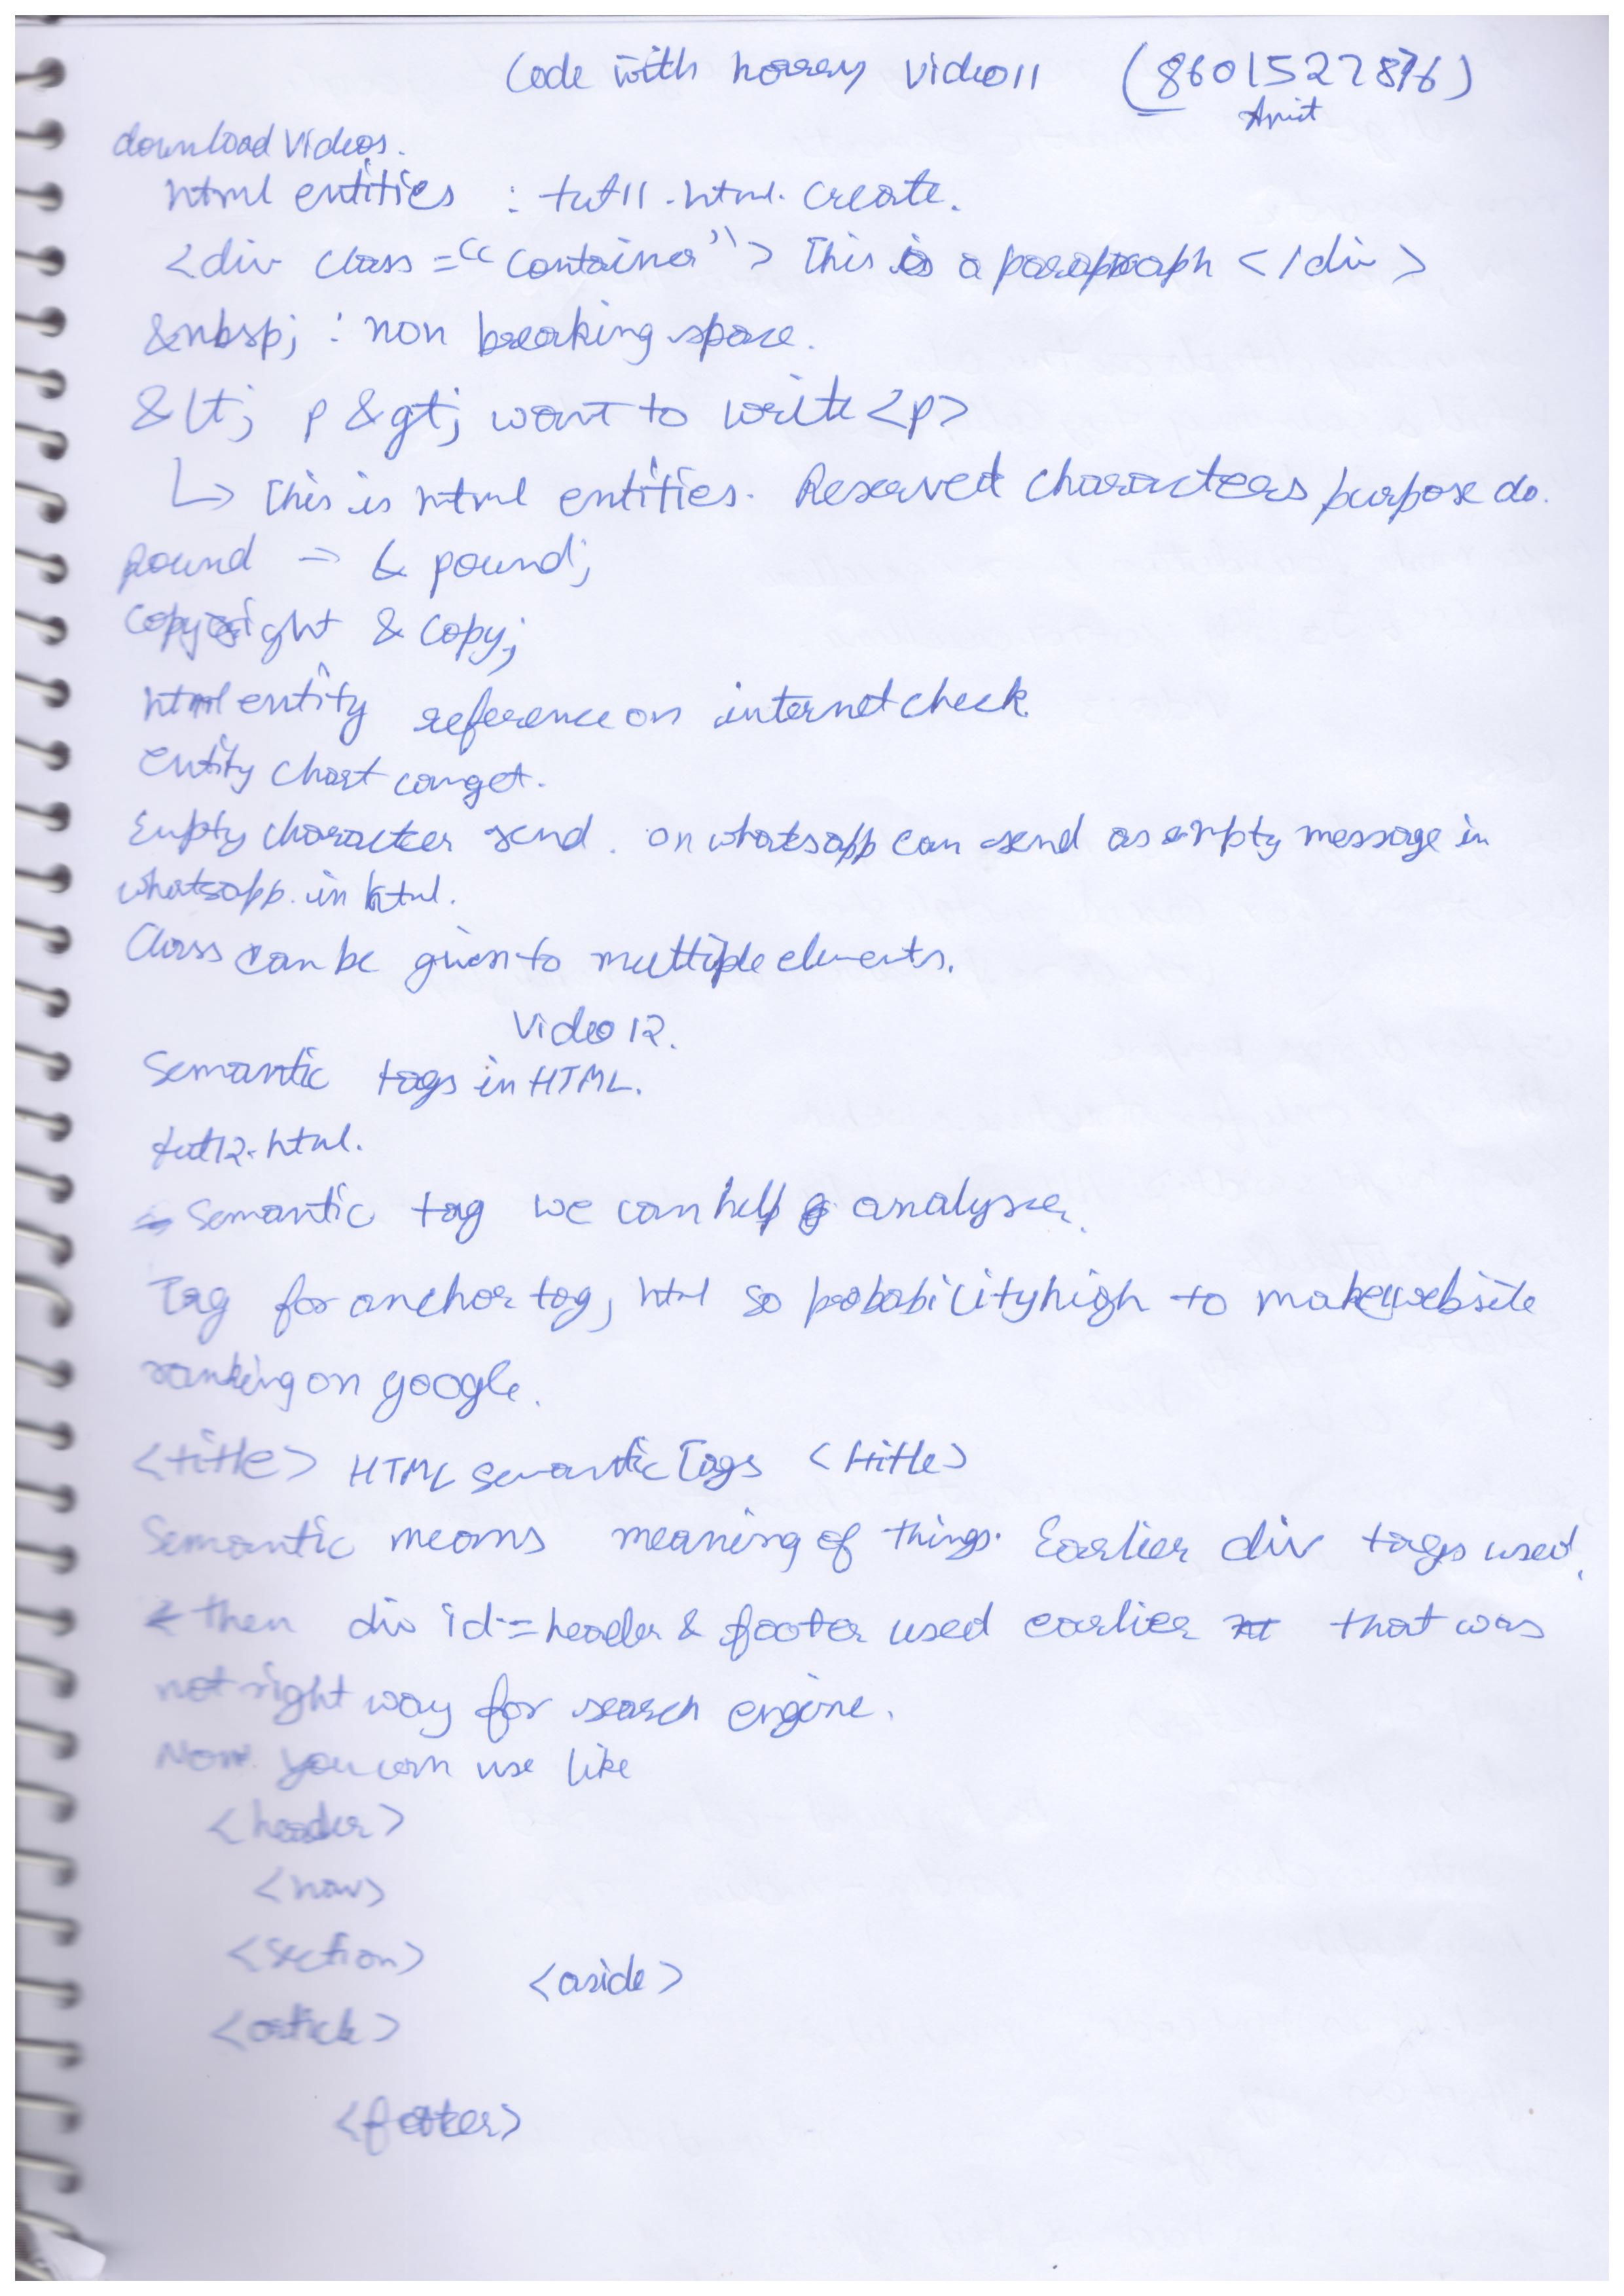 Code with harry video 11 (8601527896)
Amit
download videos.
html entities : tut11.html. create.
<div class = "container"> This is a paragraph </div>
&nbsp; : non breaking space.
&lt; p &gt; want to write <p>
↳ This is html entities. Reserved characters purpose do.
pound → & pound;
Copyright & copy;
html entity reference on internet check
Entity chart can get.
Empty character send. on whatsapp can send as empty message in
whatsapp. in html.
Class can be given to multiple elements.
Video 12.
Semantic tags in HTML.
tut12.html.
Semantic tag we can help analyser.
Tag for anchor tag, html so probability high to make website
ranking on google.
<title> HTML Semantic Tags <title>
Semantic means meaning of things. Earlier div tags used.
then div id = header & footer used earlier that was
not right way for search engine.
Now you can use like
<header>
<nav>
<section>
<aside>
<article>
<footer>